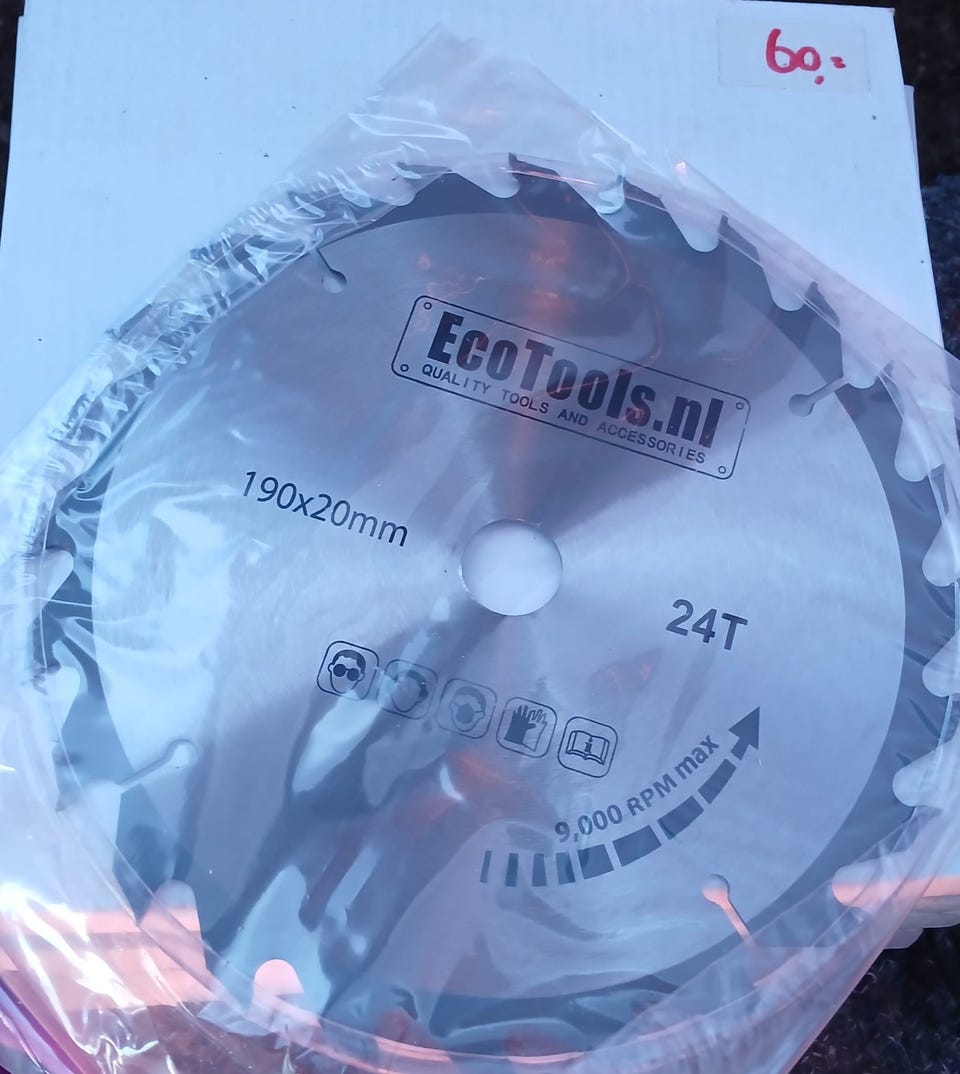 60,=
EcoTools.nl
QUALITY TOOLS AND ACCESSORIES
190x20mm
24T
9,000 RPM max